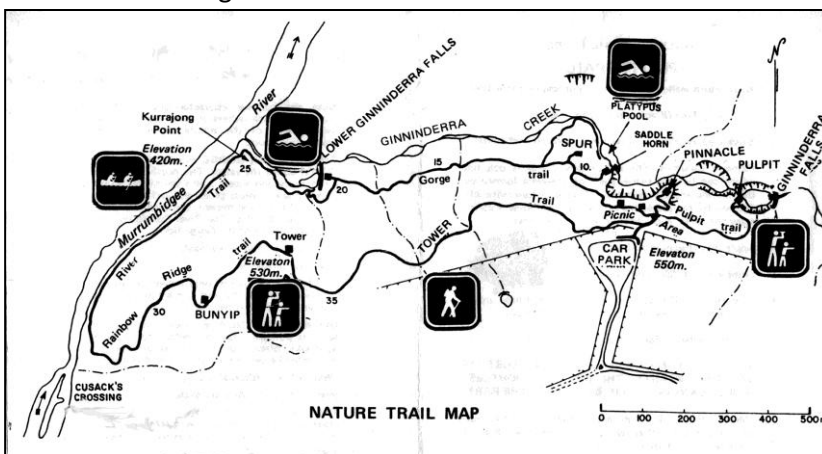 N
River
LOWER GINNINDERRA FALLS
PLATYPUS
POOL
CREEK
SADDLE
HORN
GINNINDERRA
Kurrajong
Point
Elevation
420m.
25
SPUR
10.
PINNACLE
PULPIT
GINNINDERRA
FALLS
15
Gorge
trail
20
Murrumbidgee
River
Trail
Trail
Picnic
Area
Pulpit
trail
TOWER
CAR
PARK
Elevation
550m.
Tower
Elevaton
530m.
Rainbow
Ridge
trail
30
BUNYIP
35
CUSACK'S
CROSSING
NATURE TRAIL MAP
0 100 200 300 400 500m